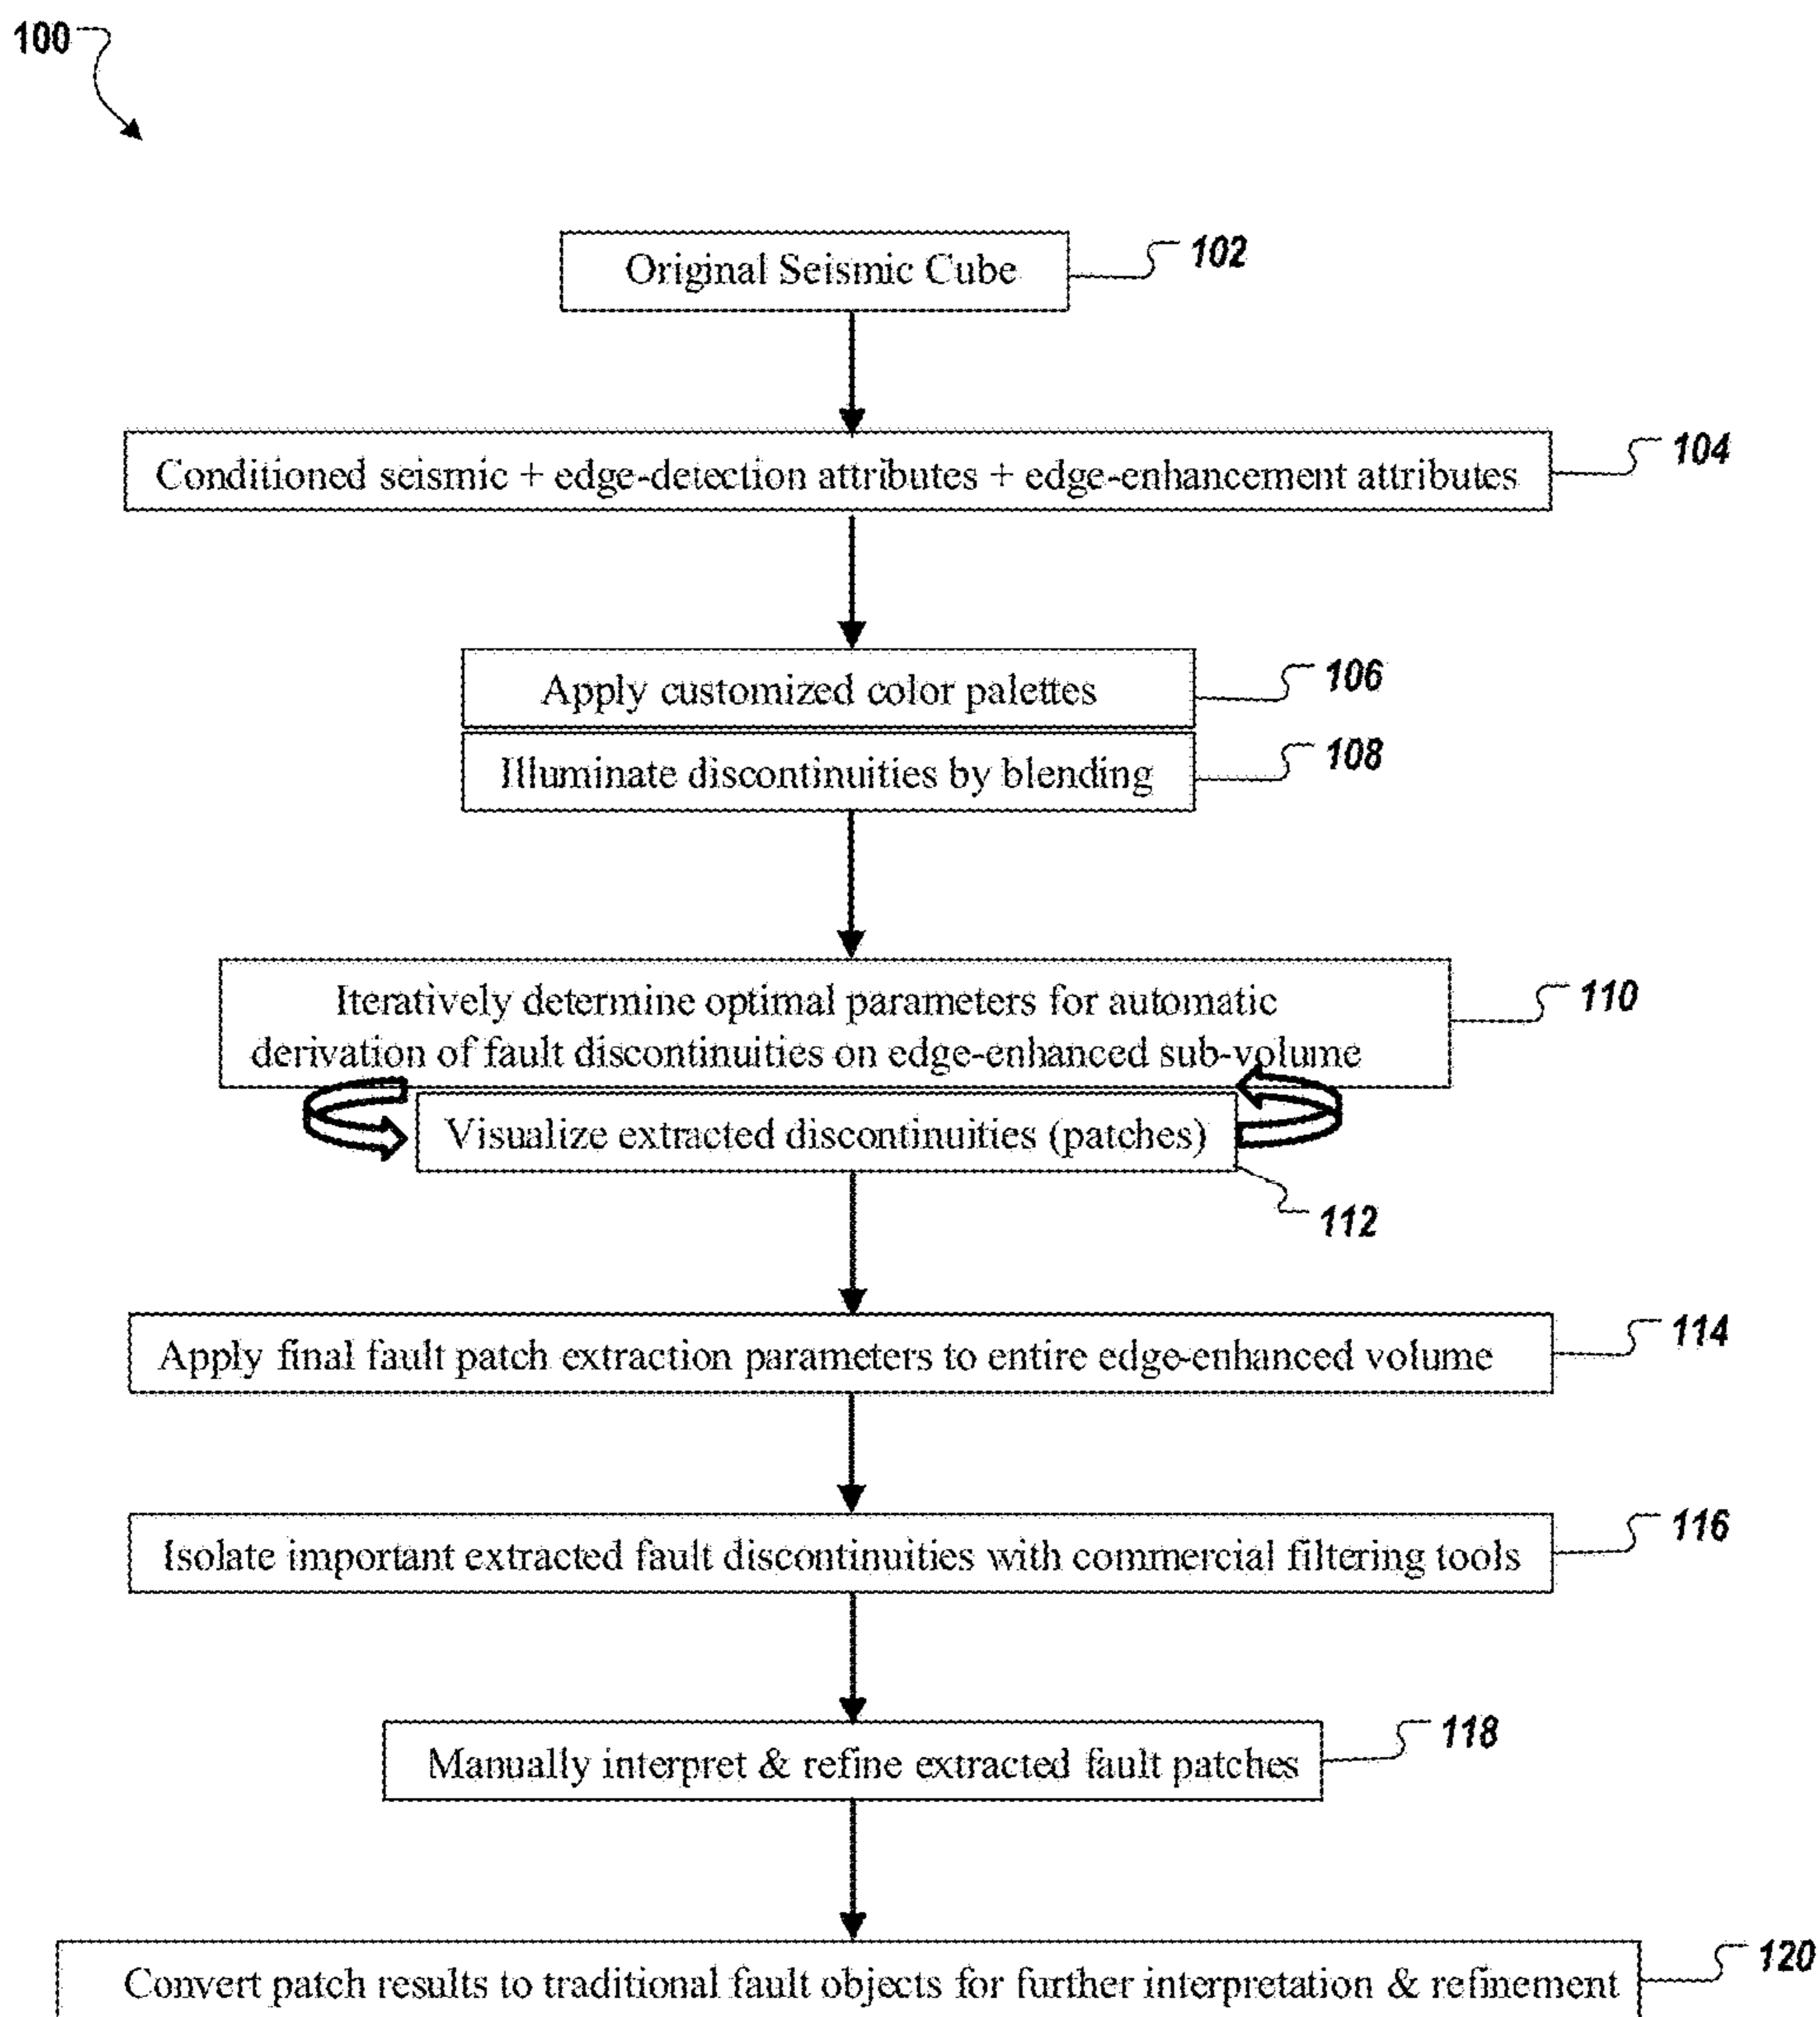 100
Original Seismic Cube
102
Conditioned seismic + edge-detection attributes + edge-enhancement attributes
104
Apply customized color palettes
106
Illuminate discontinuities by blending
108
Iteratively determine optimal parameters for automatic
derivation of fault discontinuities on edge-enhanced sub-volume
110
Visualize extracted discontinuities (patches)
112
Apply final fault patch extraction parameters to entire edge-enhanced volume
114
Isolate important extracted fault discontinuities with commercial filtering tools
116
Manually interpret & refine extracted fault patches
118
Convert patch results to traditional fault objects for further interpretation & refinement
120